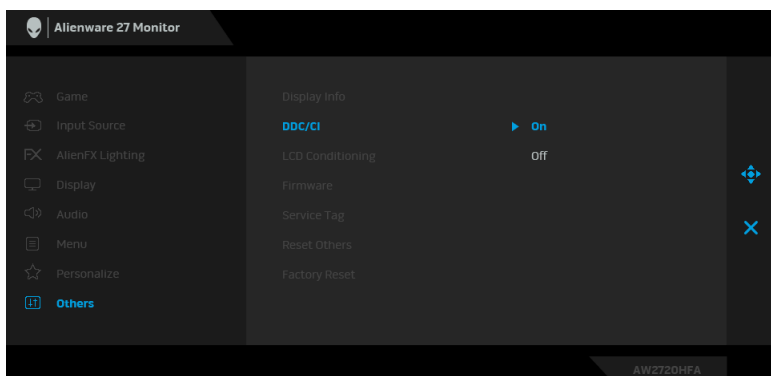 Alienware 27 Monitor
Game
Input Source
AlienFX Lighting
Display
Audio
Menu
Personalize
Others
Display Info
DDC/CI
On
LCD Conditioning
Off
Firmware
Service Tag
Reset Others
Factory Reset
AW2720HFA